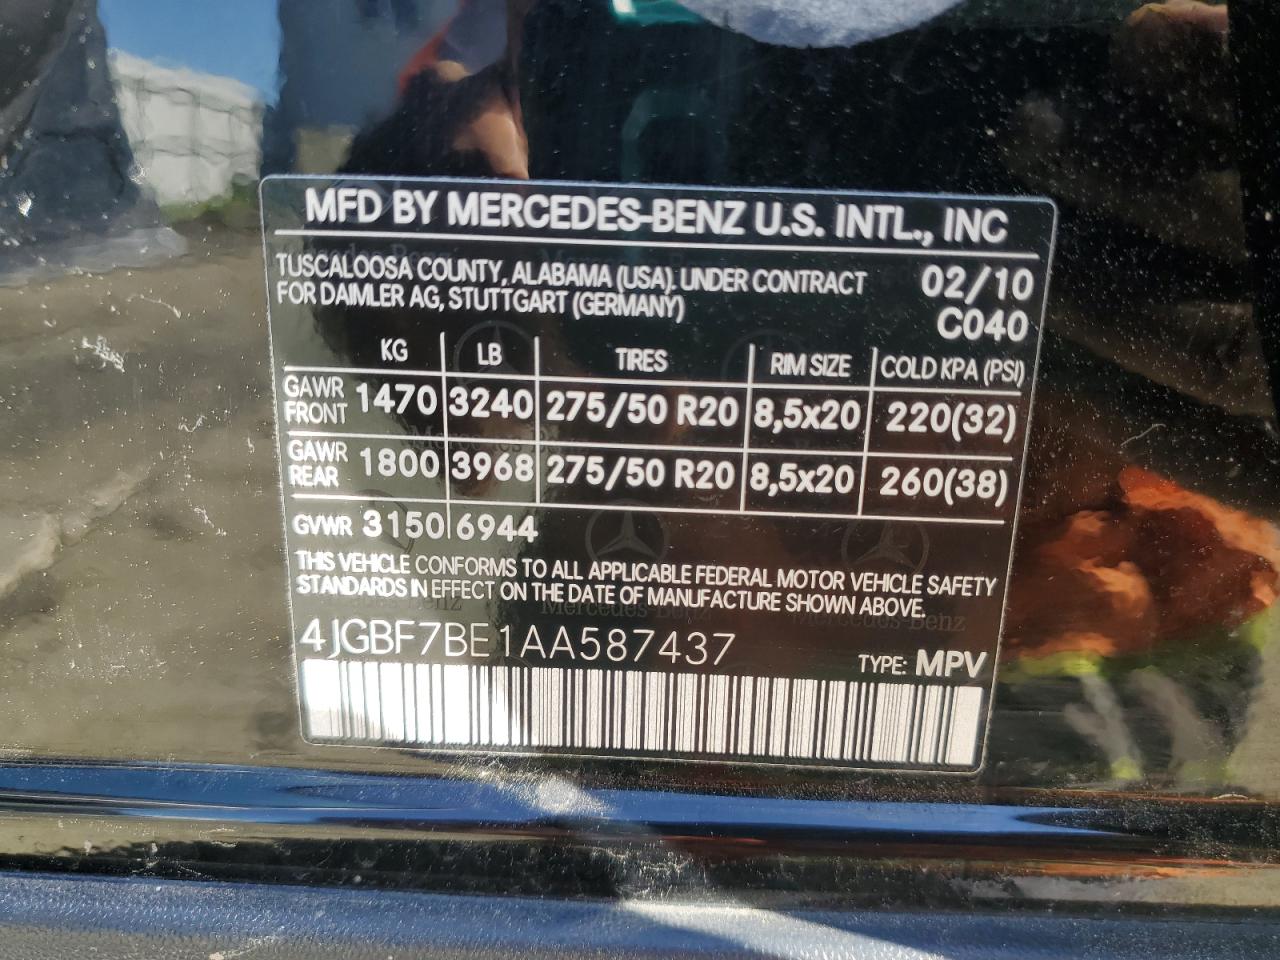 MFD BY MERCEDES-BENZ U.S. INTL., INC
TUSCALOOSA COUNTY, ALABAMA (USA). UNDER CONTRACT
FOR DAIMLER AG, STUTTGART (GERMANY)
02/10
C040
KG LB TIRES RIM SIZE COLD KPA (PSI)
GAWR FRONT 1470 3240 275/50 R20 8,5x20 220(32)
GAWR REAR 1800 3968 275/50 R20 8,5x20 260(38)
GVWR 3150 6944
THIS VEHICLE CONFORMS TO ALL APPLICABLE FEDERAL MOTOR VEHICLE SAFETY
STANDARDS IN EFFECT ON THE DATE OF MANUFACTURE SHOWN ABOVE.
4JGBF7BE1AA587437
TYPE: MPV